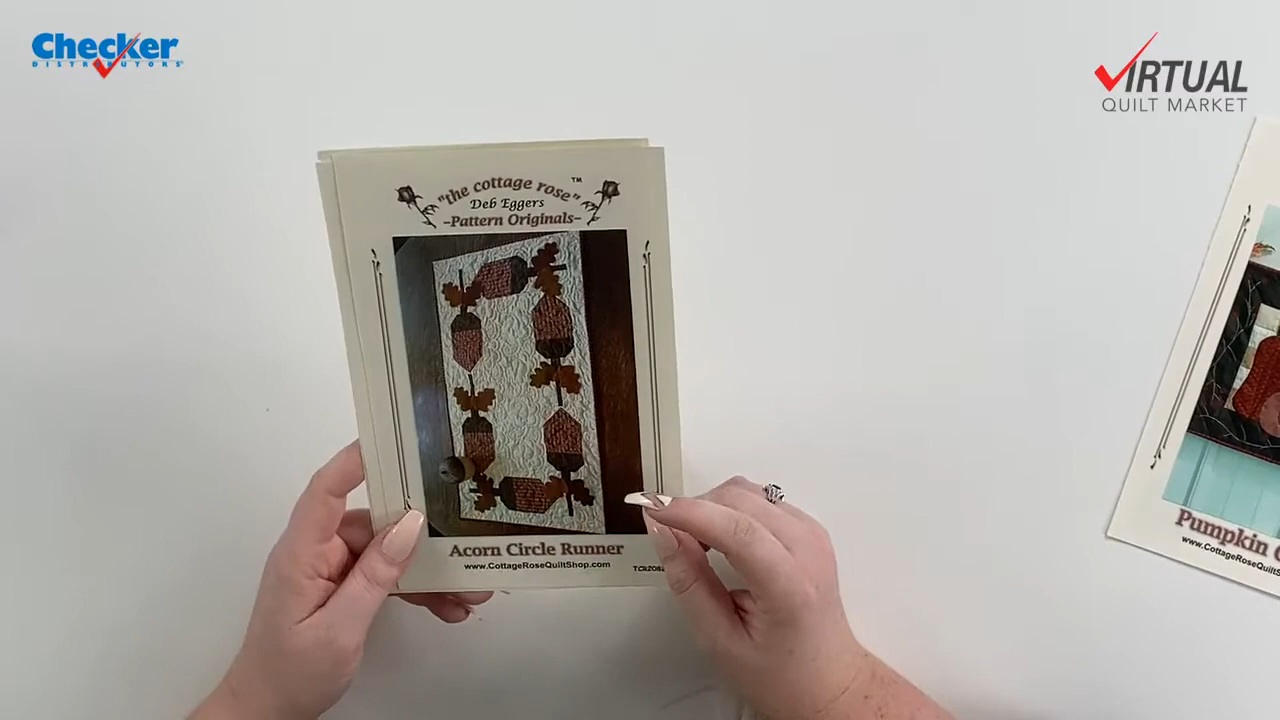 Checker
DISTRIBUTORS
VIRTUAL
QUILT MARKET
"the cottage rose"™
Deb Eggers
-Pattern Originals-
Acorn Circle Runner
www.CottageRoseQuiltShop.com
Pumpkin
www.CottageRoseQu